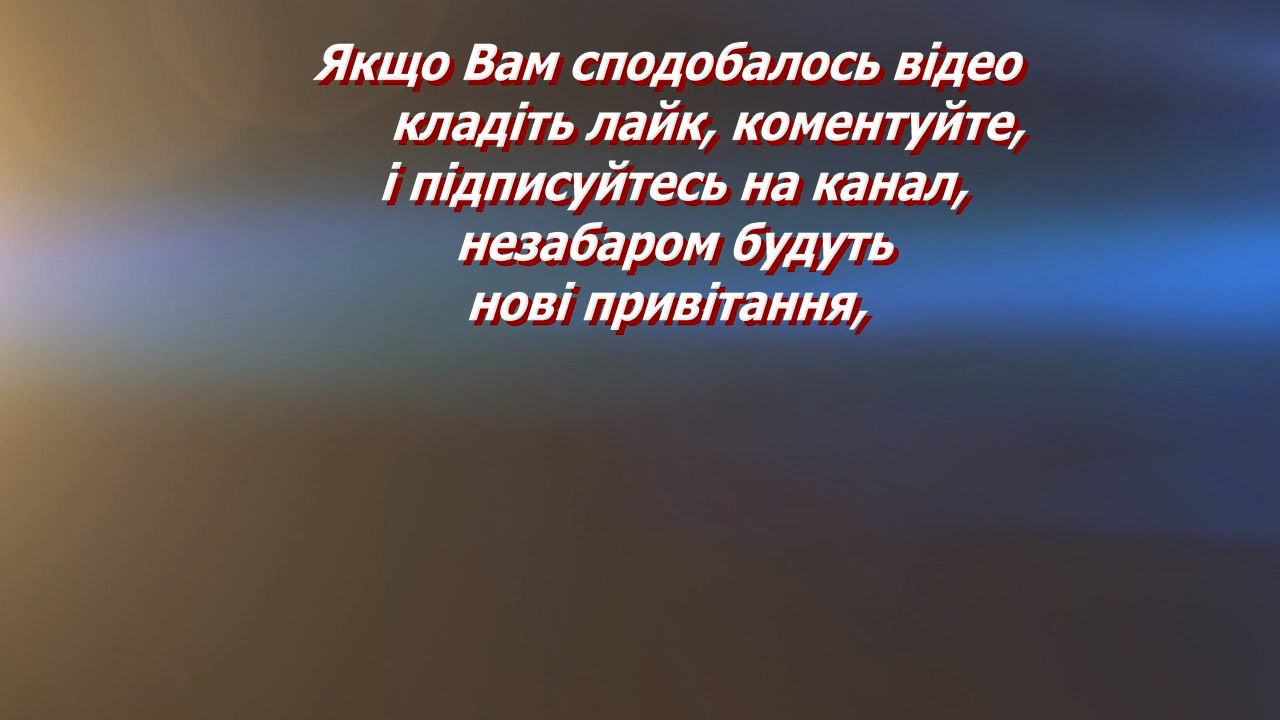 Якщо Вам сподобалось відео
кладіть лайк, коментуйте,
і підписуйтесь на канал,
незабаром будуть
нові привітання,